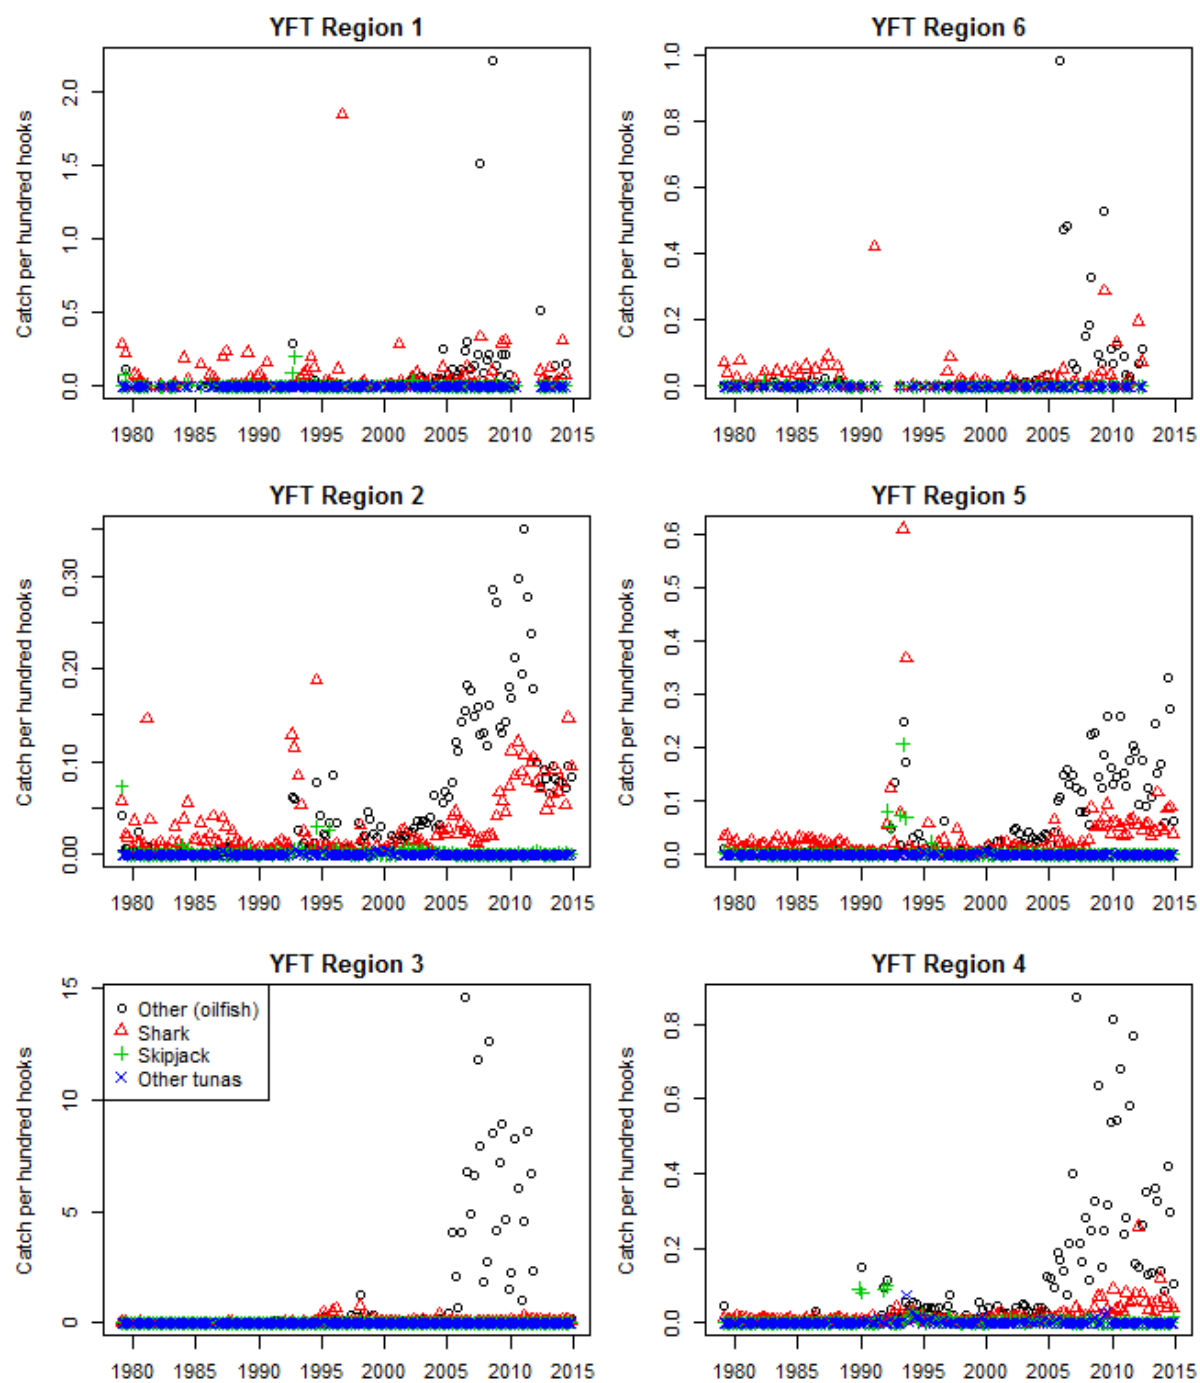 YFT Region 1
Catch per hundred hooks
0.0 0.5 1.0 1.5 2.0
1980 1985 1990 1995 2000 2005 2010 2015
YFT Region 6
Catch per hundred hooks
0.0 0.2 0.4 0.6 0.8 1.0
1980 1985 1990 1995 2000 2005 2010 2015
YFT Region 2
Catch per hundred hooks
0.00 0.10 0.20 0.30
1980 1985 1990 1995 2000 2005 2010 2015
YFT Region 5
Catch per hundred hooks
0.0 0.1 0.2 0.3 0.4 0.5 0.6
1980 1985 1990 1995 2000 2005 2010 2015
YFT Region 3
Catch per hundred hooks
0 5 10 15
Other (oilfish)
Shark
Skipjack
Other tunas
1980 1985 1990 1995 2000 2005 2010 2015
YFT Region 4
Catch per hundred hooks
0.0 0.2 0.4 0.6 0.8
1980 1985 1990 1995 2000 2005 2010 2015